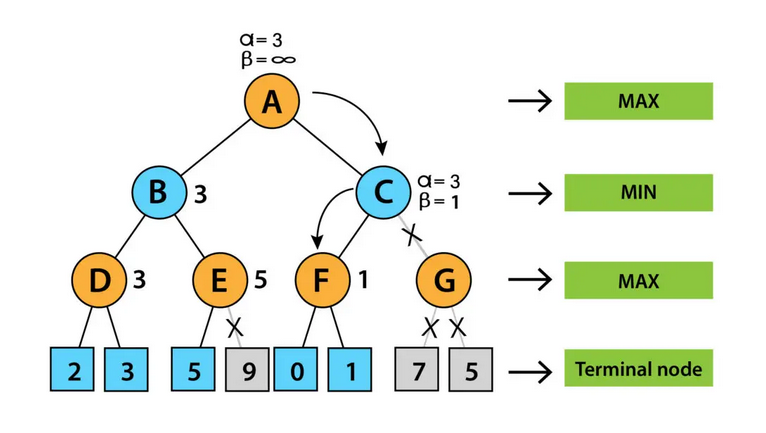 α= 3
β= ∞
A
MAX
B
3
C
α= 3
β= 1
MIN
D
3
E
5
F
1
G
MAX
X
X
X
X
2
3
5
9
0
1
7
5
Terminal node